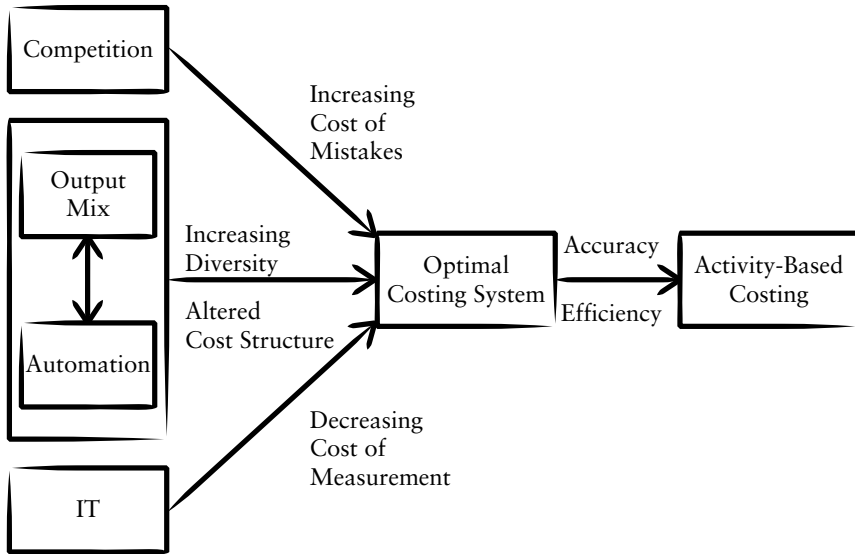 Competition
Increasing
Cost of
Mistakes
Output
Mix
Increasing
Diversity
Altered
Cost Structure
Automation
Optimal
Costing System
Accuracy
Efficiency
Activity-Based
Costing
Decreasing
Cost of
Measurement
IT